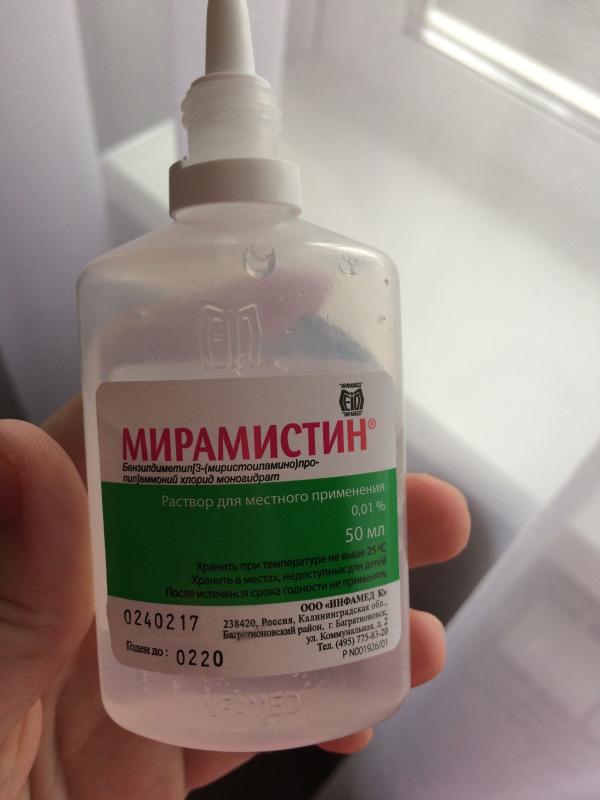 "ИНФАМЕД"
"INFAMED"
МИРАМИСТИН®
Бензилдиметил[3-(миристоиламино)про-
пил]аммоний хлорид моногидрат
Раствор для местного применения
0,01 %
50 мл
Хранить при температуре не выше 25 ºC
Хранить в местах, недоступных для детей
После истечения срока годности не применять
0240217
Годен до: 0220
ООО «ИНФАМЕД К»
238420, Россия, Калининградская обл.,
Багратионовский район, г. Багратионовск,
ул. Коммунальная, д. 2
Тел. (495) 775-83-20
Р N001926/01
INFAMED